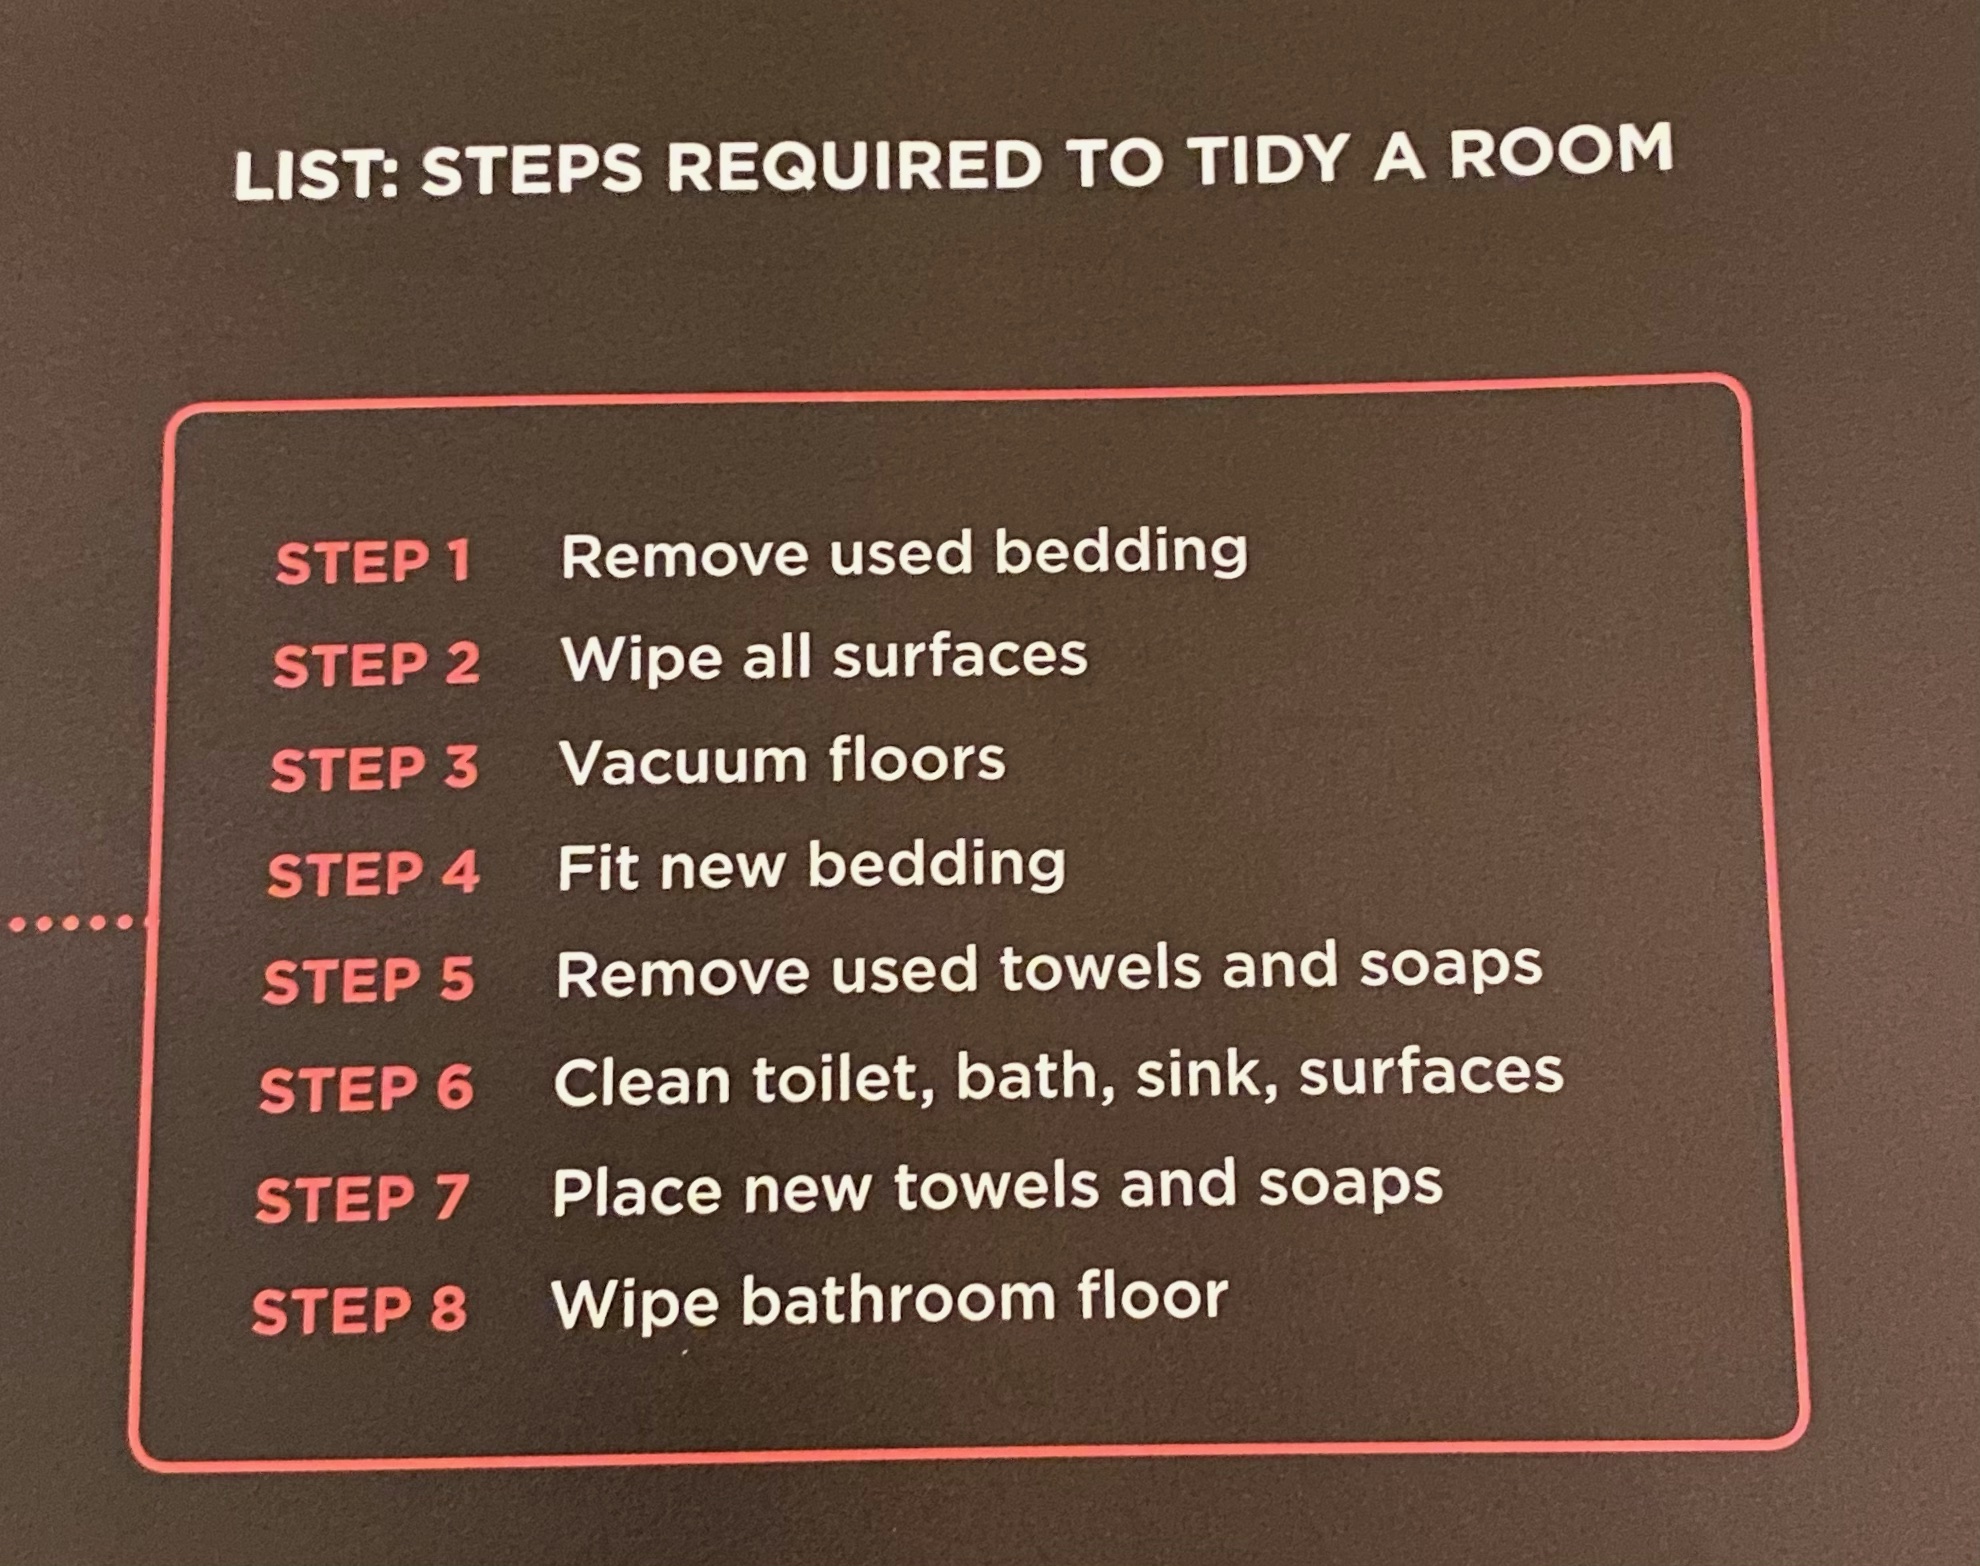 LIST: STEPS REQUIRED TO TIDY A ROOM
STEP 1 Remove used bedding
STEP 2 Wipe all surfaces
STEP 3 Vacuum floors
STEP 4 Fit new bedding
STEP 5 Remove used towels and soaps
STEP 6 Clean toilet, bath, sink, surfaces
STEP 7 Place new towels and soaps
STEP 8 Wipe bathroom floor